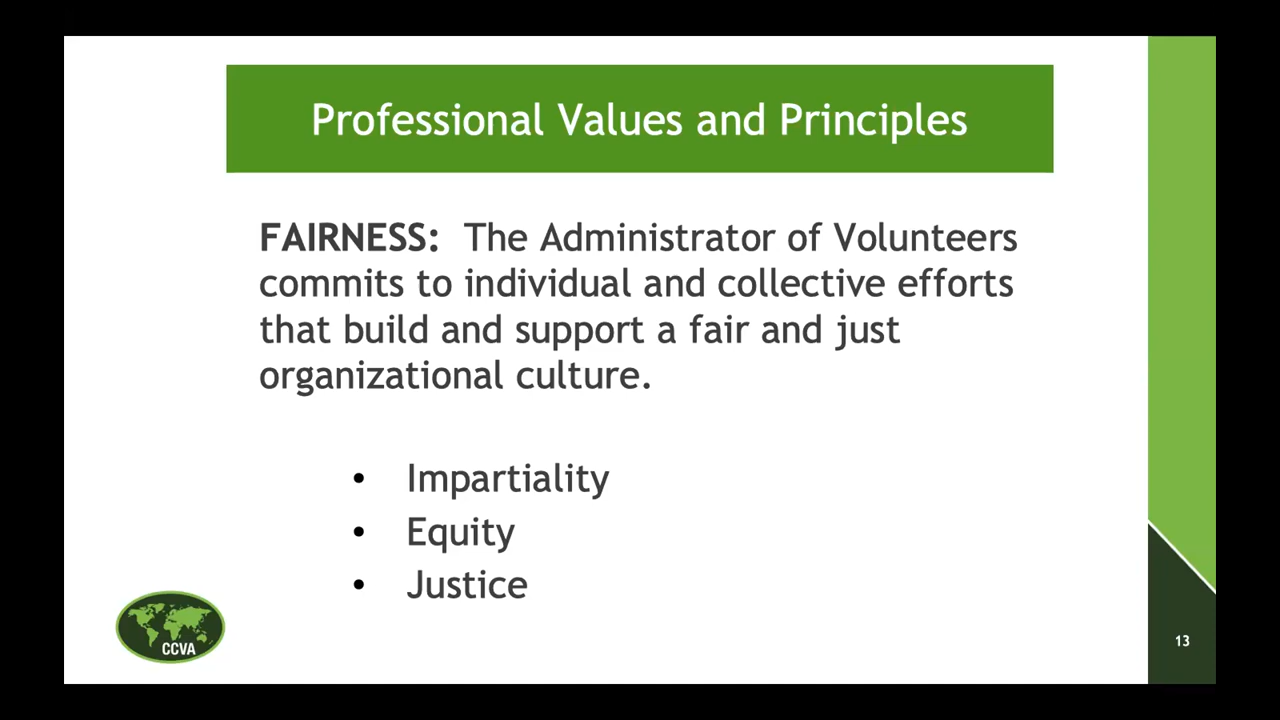 Professional Values and Principles
FAIRNESS: The Administrator of Volunteers
commits to individual and collective efforts
that build and support a fair and just
organizational culture.
• Impartiality
• Equity
• Justice
CCVA
13